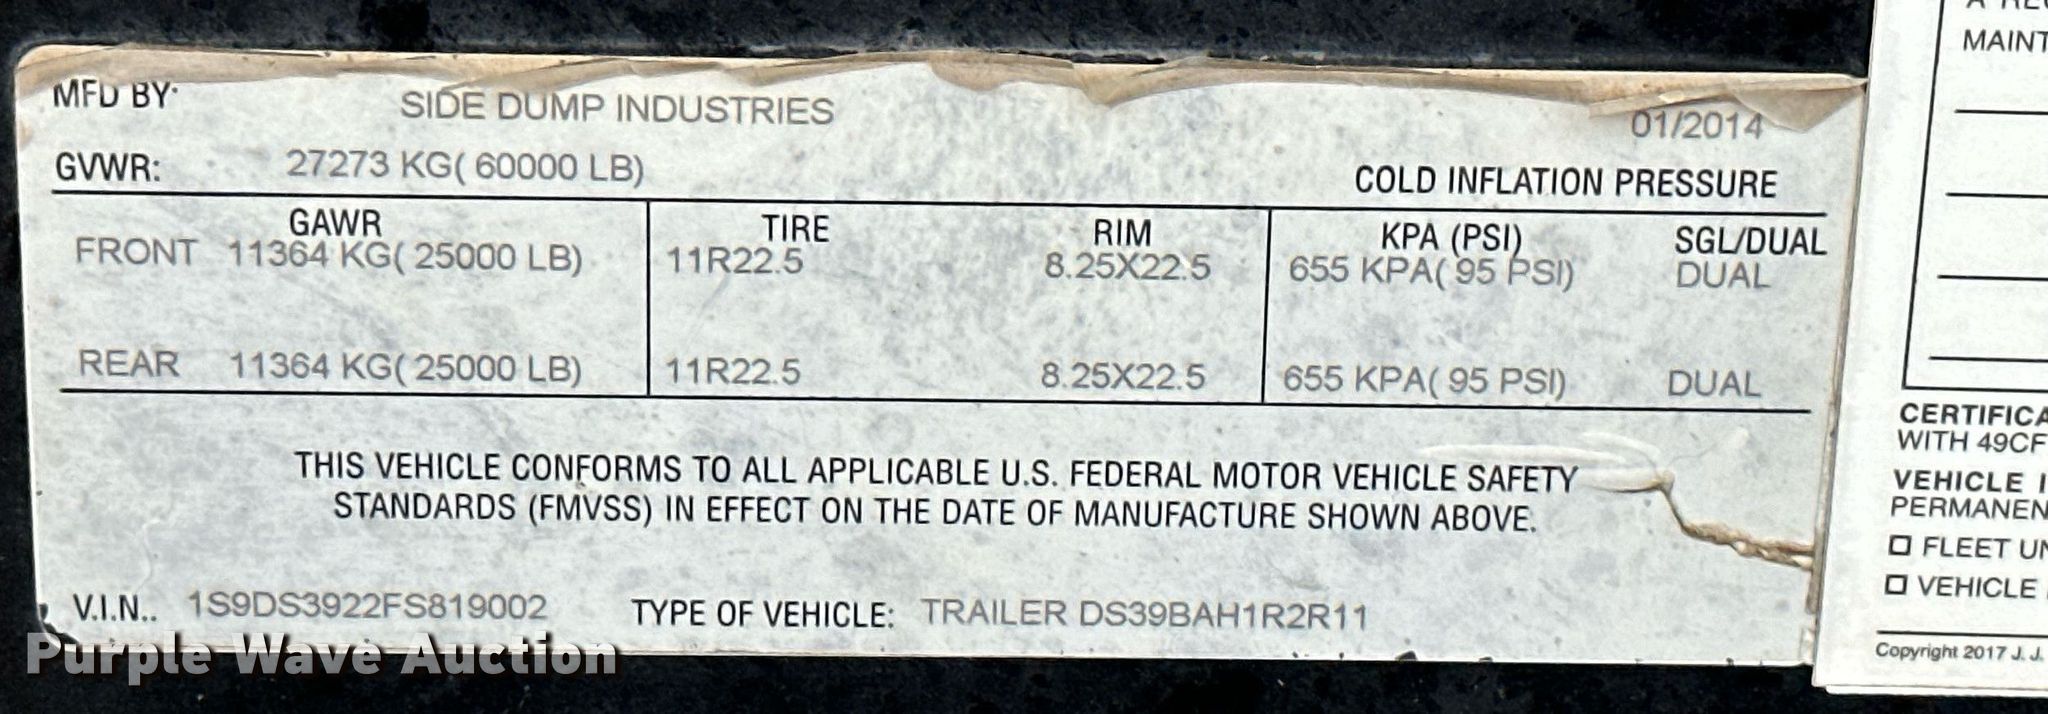 MFD BY:
SIDE DUMP INDUSTRIES
01/2014
GVWR: 27273 KG( 60000 LB)
COLD INFLATION PRESSURE
GAWR TIRE RIM KPA (PSI) SGL/DUAL
FRONT 11364 KG( 25000 LB) 11R22.5 8.25X22.5 655 KPA( 95 PSI) DUAL
REAR 11364 KG( 25000 LB) 11R22.5 8.25X22.5 655 KPA( 95 PSI) DUAL
THIS VEHICLE CONFORMS TO ALL APPLICABLE U.S. FEDERAL MOTOR VEHICLE SAFETY
STANDARDS (FMVSS) IN EFFECT ON THE DATE OF MANUFACTURE SHOWN ABOVE.
V.I.N.. 1S9DS3922FS819002 TYPE OF VEHICLE: TRAILER DS39BAH1R2R11
Purple Wave Auction
MAINT
CERTIFICA
WITH 49CF
VEHICLE I
PERMANEN
FLEET UN
VEHICLE
Copyright 2017 J. J.